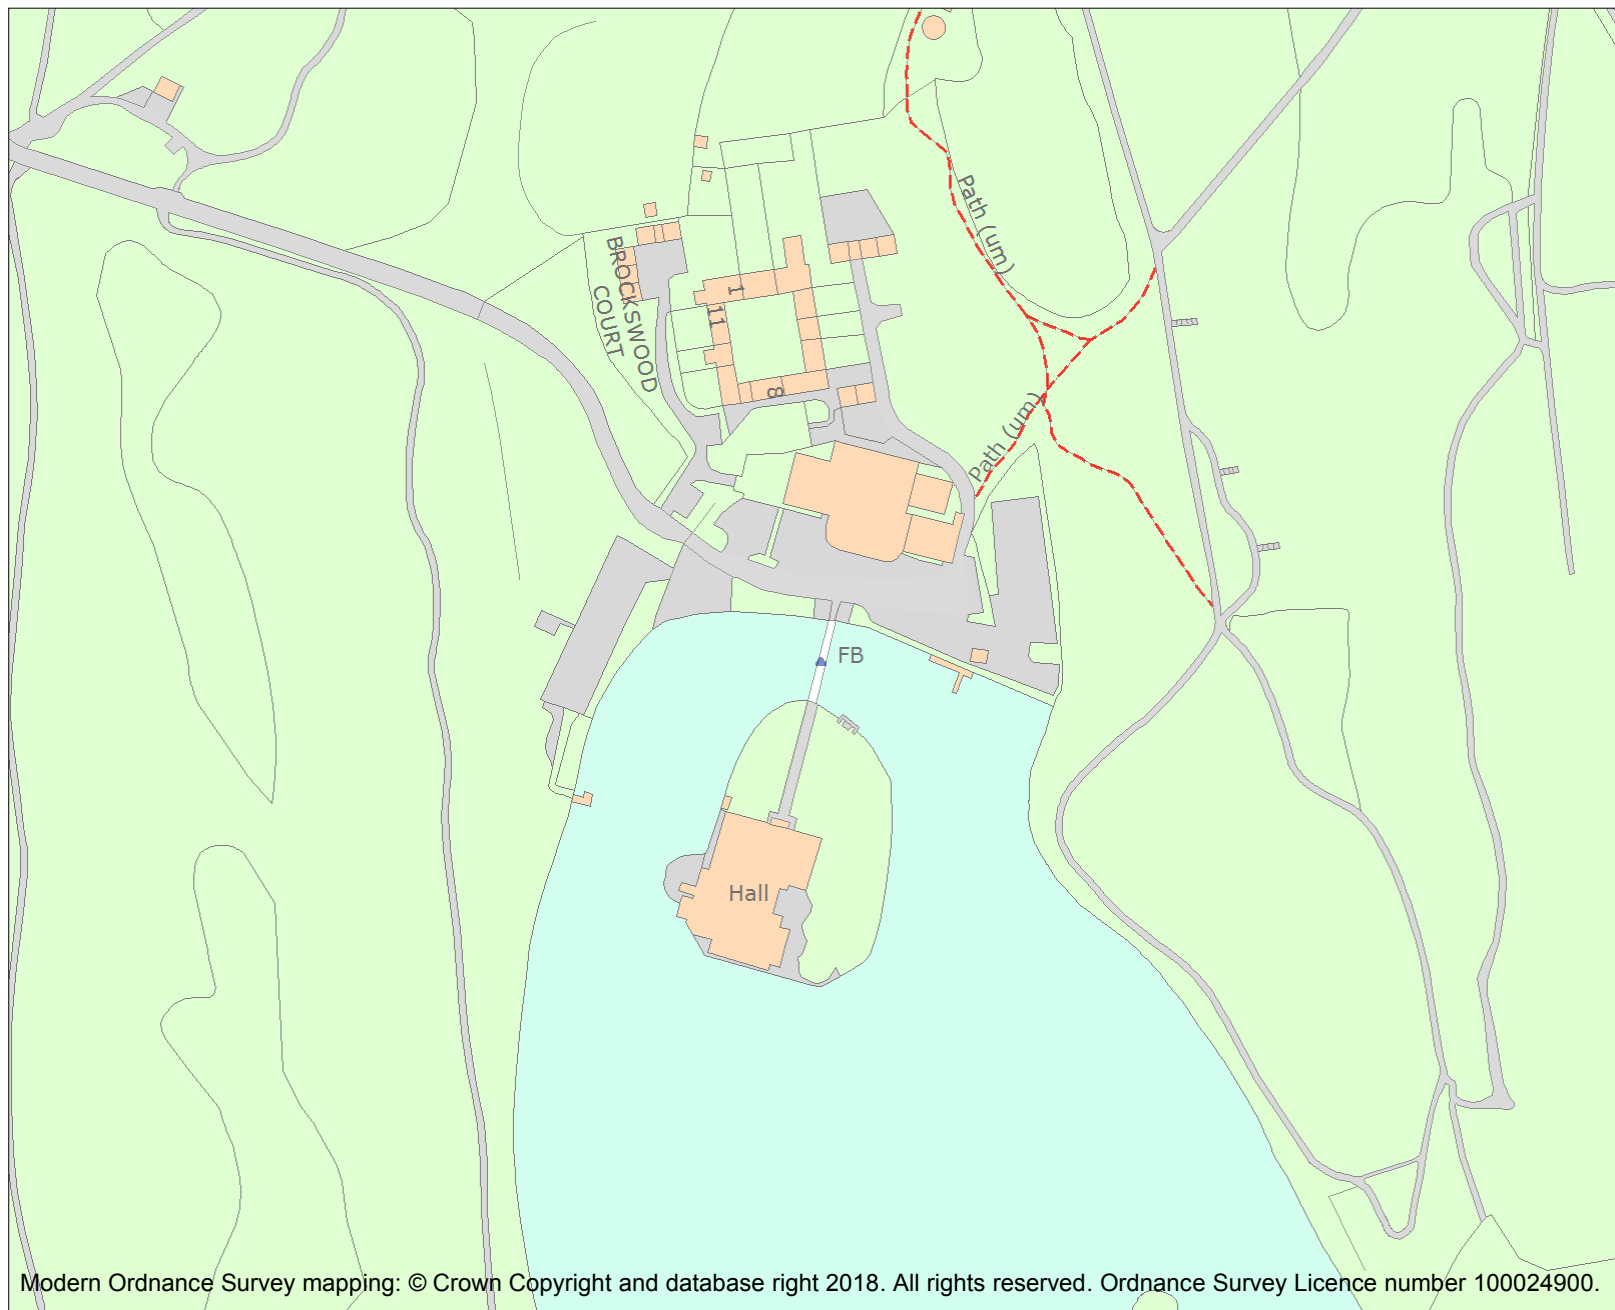 Path (um)
BROCKSWOOD
COURT
1
11
8
Path (um)
FB
Hall
Modern Ordnance Survey mapping: © Crown Copyright and database right 2018. All rights reserved. Ordnance Survey Licence number 100024900.